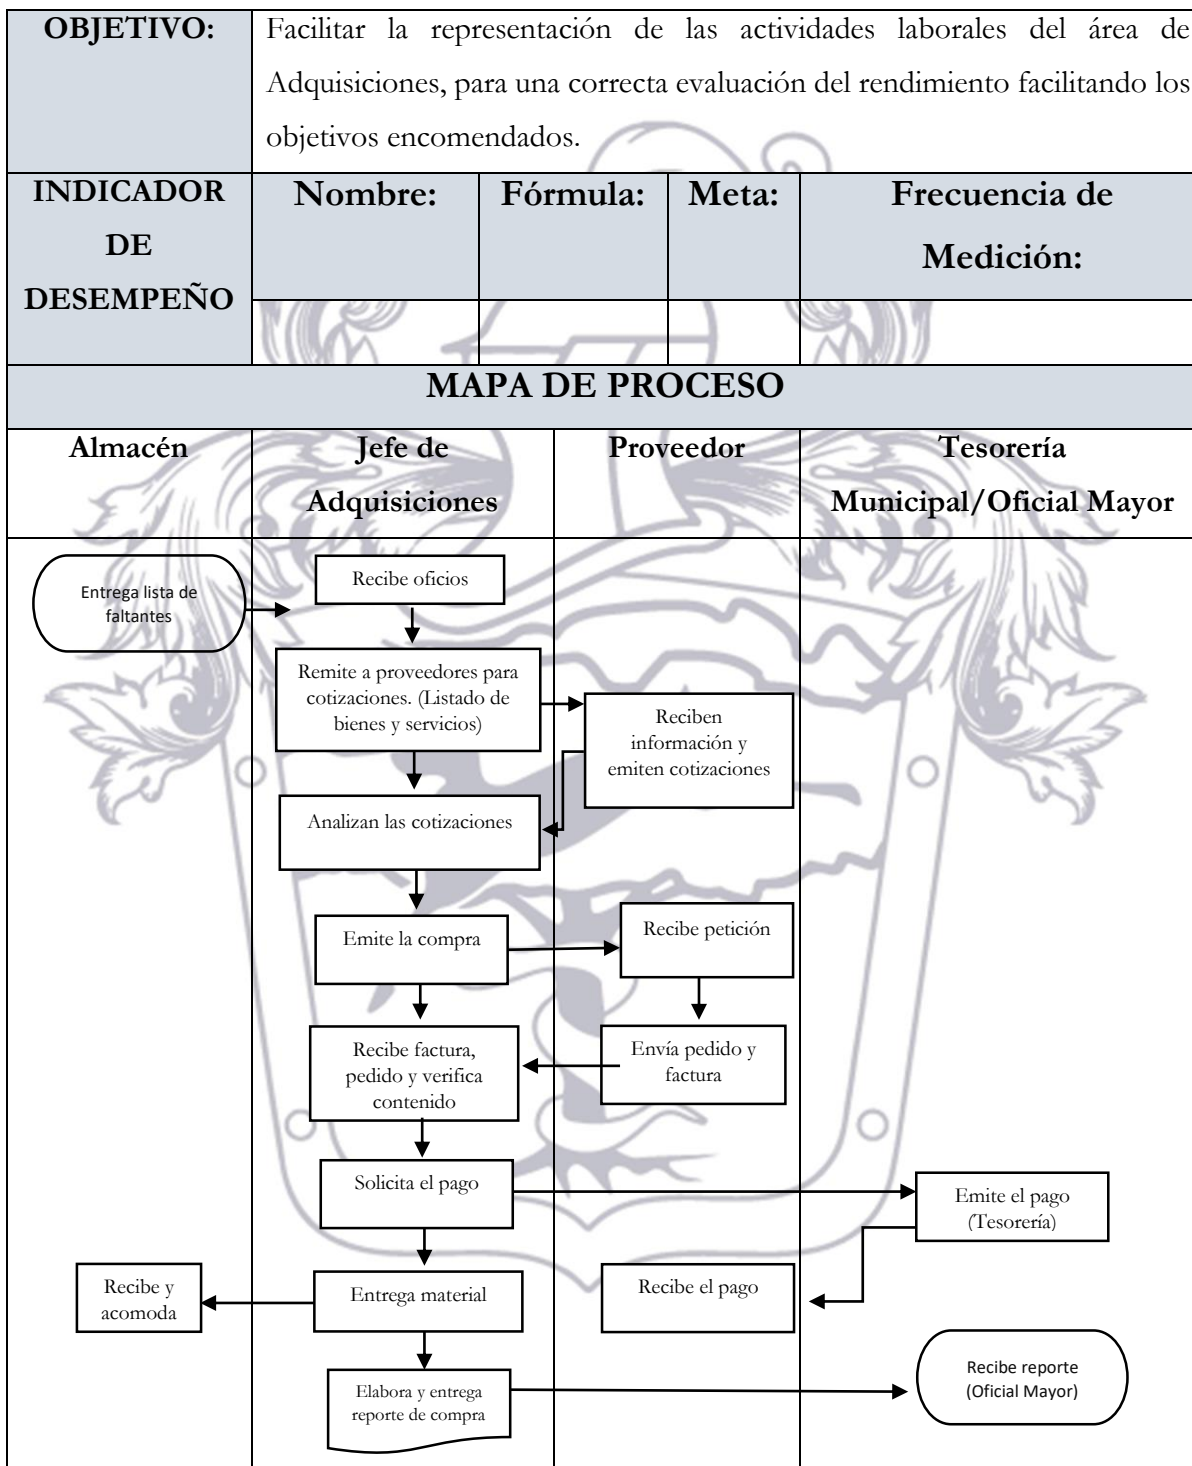 OBJETIVO:
Facilitar la representación de las actividades laborales del área de
Adquisiciones, para una correcta evaluación del rendimiento facilitando los
objetivos encomendados.
INDICADOR
DE
DESEMPEÑO
Nombre:
Fórmula:
Meta:
Frecuencia de
Medición:
MAPA DE PROCESO
Almacén
Jefe de
Adquisiciones
Proveedor
Tesorería
Municipal/Oficial Mayor
Entrega lista de
faltantes
Recibe oficios
Remite a proveedores para
cotizaciones. (Listado de
bienes y servicios)
Reciben
información y
emiten cotizaciones
Analizan las cotizaciones
Emite la compra
Recibe petición
Recibe factura,
pedido y verifica
contenido
Envía pedido y
factura
Solicita el pago
Emite el pago
(Tesorería)
Recibe y
acomoda
Entrega material
Recibe el pago
Elabora y entrega
reporte de compra
Recibe reporte
(Oficial Mayor)